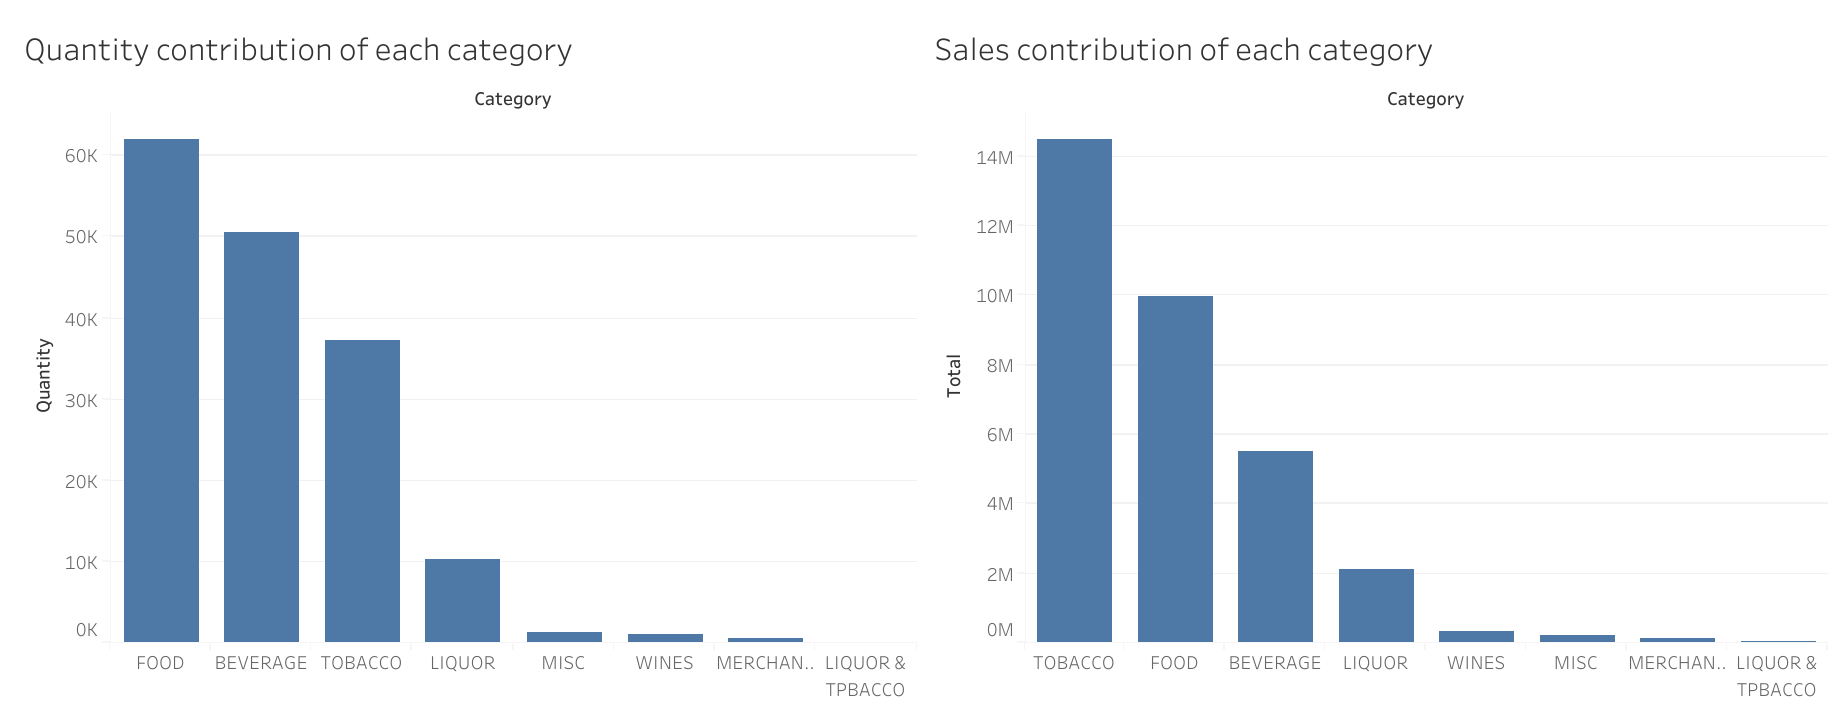 Quantity contribution of each category
Category
Quantity
60K
50K
40K
30K
20K
10K
0K
FOOD
BEVERAGE
TOBACCO
LIQUOR
MISC
WINES
MERCHAN..
LIQUOR &
TPBACCO
Sales contribution of each category
Category
Total
14M
12M
10M
8M
6M
4M
2M
0M
TOBACCO
FOOD
BEVERAGE
LIQUOR
WINES
MISC
MERCHAN..
LIQUOR &
TPBACCO